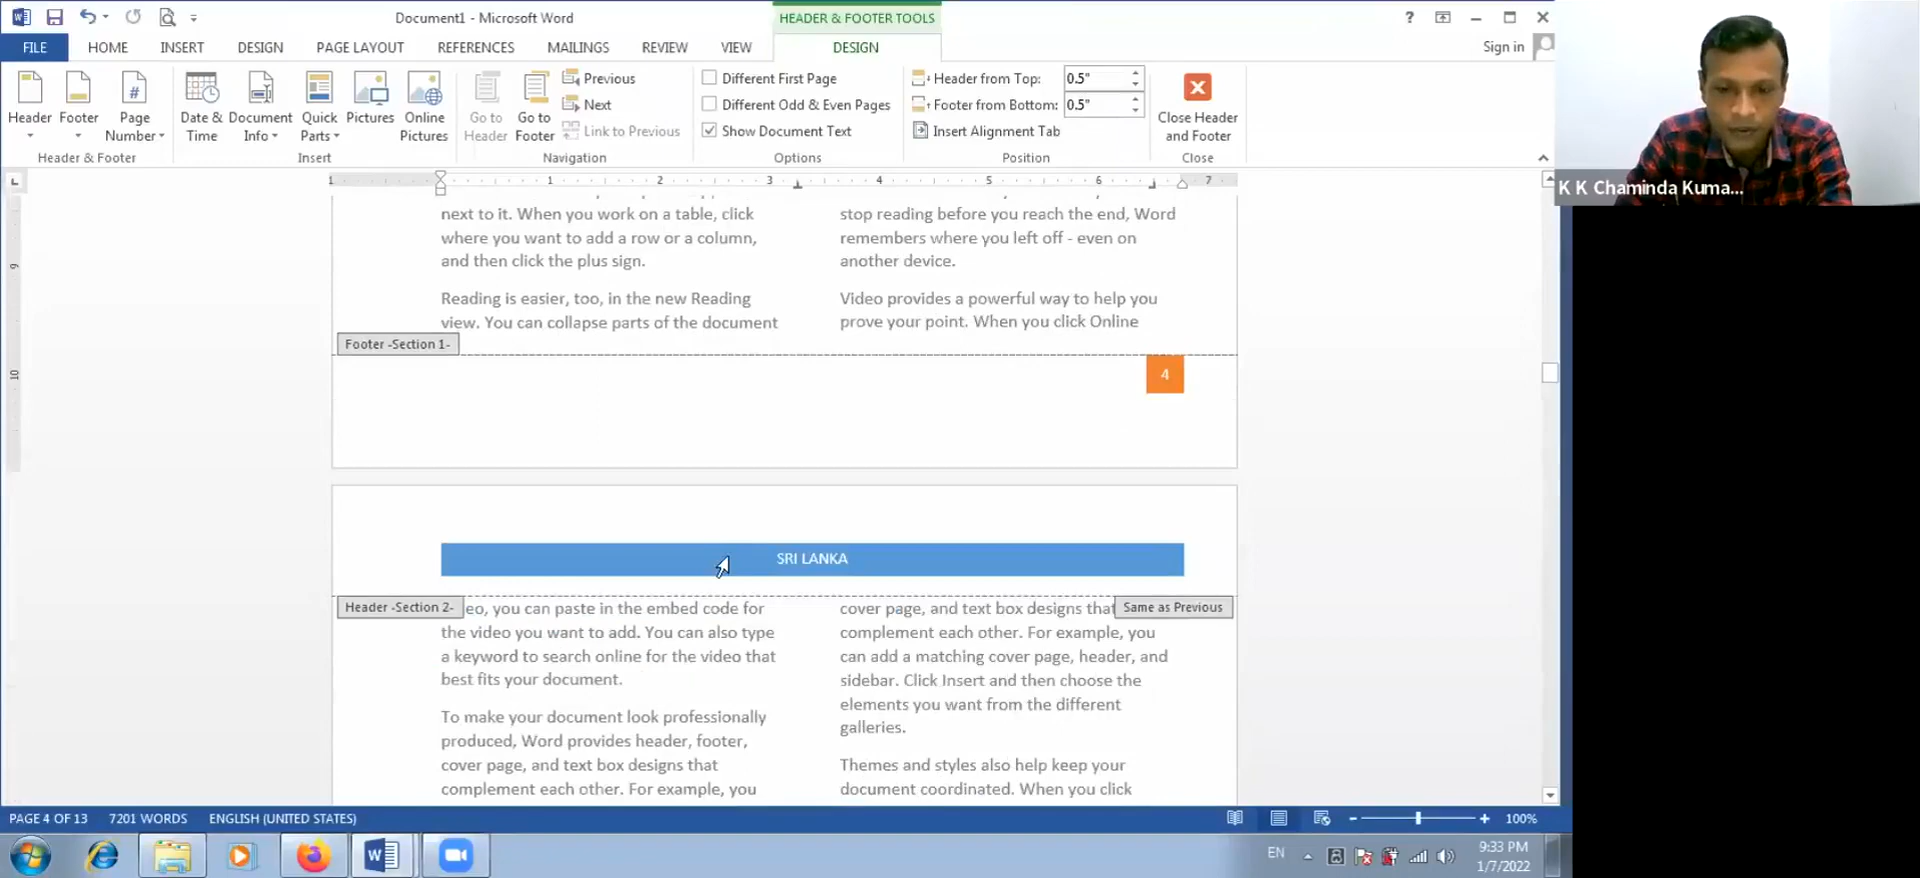 Document1 - Microsoft Word
HEADER & FOOTER TOOLS
?
FILE
HOME
INSERT
DESIGN
PAGE LAYOUT
REFERENCES
MAILINGS
REVIEW
VIEW
DESIGN
Sign in
Header
Footer
Page
Number
Header & Footer
Date &
Time
Document
Info
Quick
Parts
Pictures
Online
Pictures
Insert
Go to
Header
Go to
Footer
Previous
Next
Link to Previous
Navigation
Different First Page
Different Odd & Even Pages
Show Document Text
Options
Header from Top: 0.5"
Footer from Bottom: 0.5"
Insert Alignment Tab
Position
Close Header
and Footer
Close
K K Chaminda Kuma...
1 1 2 3 4 5 6 7
9
10
next to it. When you work on a table, click
where you want to add a row or a column,
and then click the plus sign.
Reading is easier, too, in the new Reading
view. You can collapse parts of the document
stop reading before you reach the end, Word
remembers where you left off - even on
another device.
Video provides a powerful way to help you
prove your point. When you click Online
Footer -Section 1-
4
SRI LANKA
Header -Section 2-
Same as Previous
eo, you can paste in the embed code for
the video you want to add. You can also type
a keyword to search online for the video that
best fits your document.
To make your document look professionally
produced, Word provides header, footer,
cover page, and text box designs that
complement each other. For example, you
cover page, and text box designs that
complement each other. For example, you
can add a matching cover page, header, and
sidebar. Click Insert and then choose the
elements you want from the different
galleries.
Themes and styles also help keep your
document coordinated. When you click
PAGE 4 OF 13
7201 WORDS
ENGLISH (UNITED STATES)
100%
EN
9:33 PM
1/7/2022